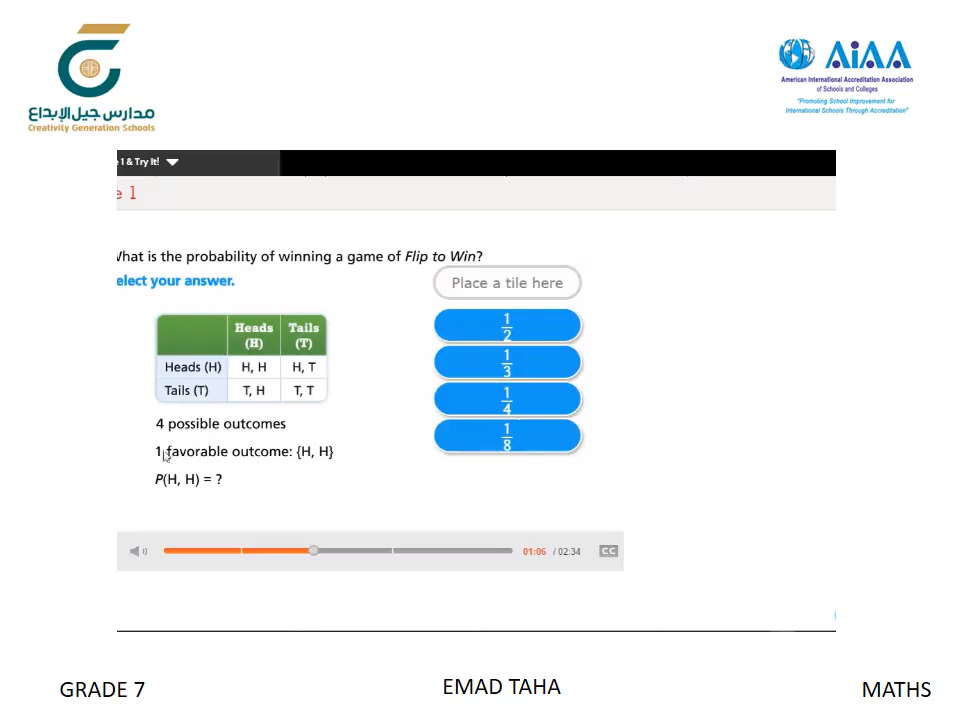 مدارس جيل الإبداع
Creativity Generation Schools
AiAA
American International Accreditation Association
of Schools and Colleges
"Promoting School Improvement for
International Schools Through Accreditation"
e 1 & Try It!
e 1
What is the probability of winning a game of Flip to Win?
elect your answer.
Place a tile here
1/2
1/3
1/4
1/8
Heads (H) Tails (T)
Heads (H) H, H H, T
Tails (T) T, H T, T
4 possible outcomes
1 favorable outcome: {H, H}
P(H, H) = ?
01:06 / 02:34 CC
GRADE 7 EMAD TAHA MATHS